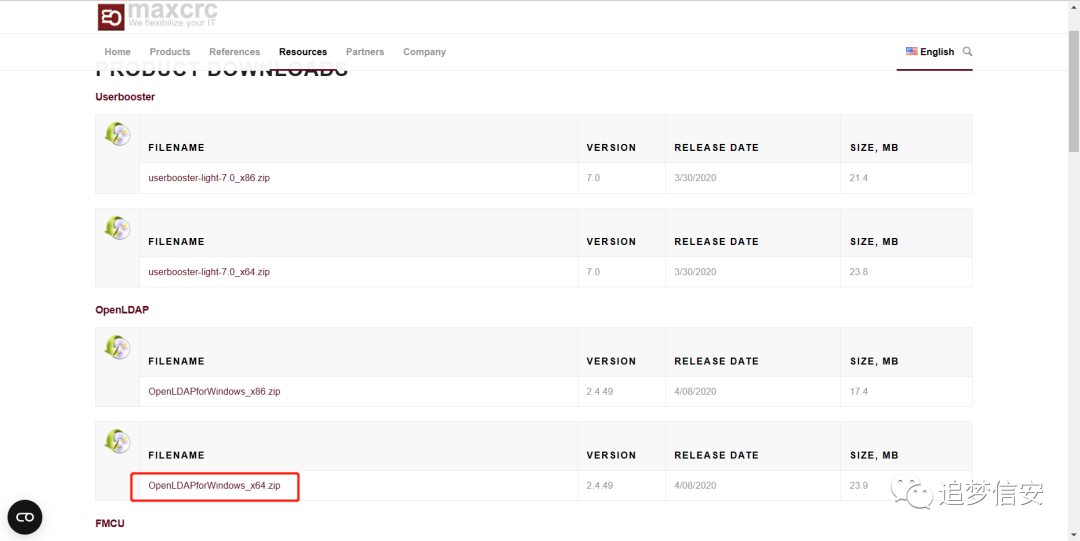 maxcrc
We flexibilize your IT.
Home Products References Resources Partners Company English
PRODUCT DOWNLOADS
Userbooster
FILENAME VERSION RELEASE DATE SIZE, MB
userbooster-light-7.0_x86.zip 7.0 3/30/2020 21.4
FILENAME VERSION RELEASE DATE SIZE, MB
userbooster-light-7.0_x64.zip 7.0 3/30/2020 23.8
OpenLDAP
FILENAME VERSION RELEASE DATE SIZE, MB
OpenLDAPforWindows_x86.zip 2.4.49 4/08/2020 17.4
FILENAME VERSION RELEASE DATE SIZE, MB
OpenLDAPforWindows_x64.zip 2.4.49 4/08/2020 23.9
追梦信安
FMCU